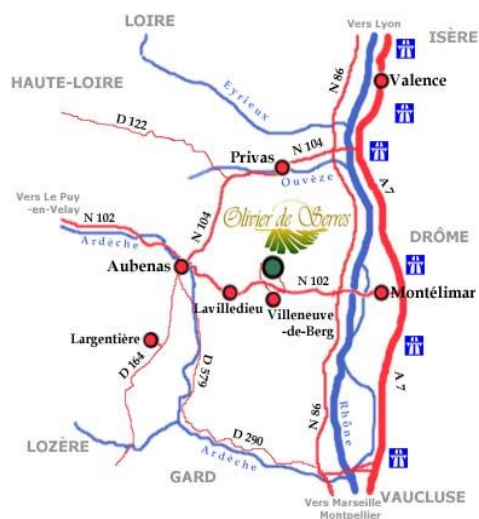 Vers Lyon
LOIRE
ISÈRE
N 86
HAUTE-LOIRE
Valence
Eyrieux
D 122
N 104
Privas
Ouvèze
A 7
Vers Le Puy
-en-Velay
N 102
N 104
Olivier de Serres
Ardèche
DRÔME
Aubenas
N 102
Lavilledieu
Villeneuve
-de-Berg
Montélimar
Largentière
D 164
D 579
A 7
N 86
Rhône
D 290
LOZÈRE
Ardèche
GARD
Vers Marseille
Montpellier
VAUCLUSE